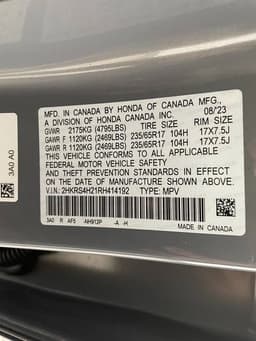 MFD. IN CANADA BY HONDA OF CANADA MFG.,
A DIVISION OF HONDA CANADA INC. 08/23
GVWR 2175KG (4795LBS) TIRE SIZE RIM SIZE
GAWR F 1120KG (2469LBS) 235/65R17 104H 17X7.5J
GAWR R 1120KG (2469LBS) 235/65R17 104H 17X7.5J
THIS VEHICLE CONFORMS TO ALL APPLICABLE
FEDERAL MOTOR VEHICLE SAFETY
AND THEFT PREVENTION STANDARDS IN
EFFECT ON THE DATE OF MANUFACTURE
SHOWN ABOVE.
V.I.N.: 2HKRS4H21RH414192 TYPE: MPV
3A0 R AF5 -A -H
MADE IN CANADA
3A0 A0